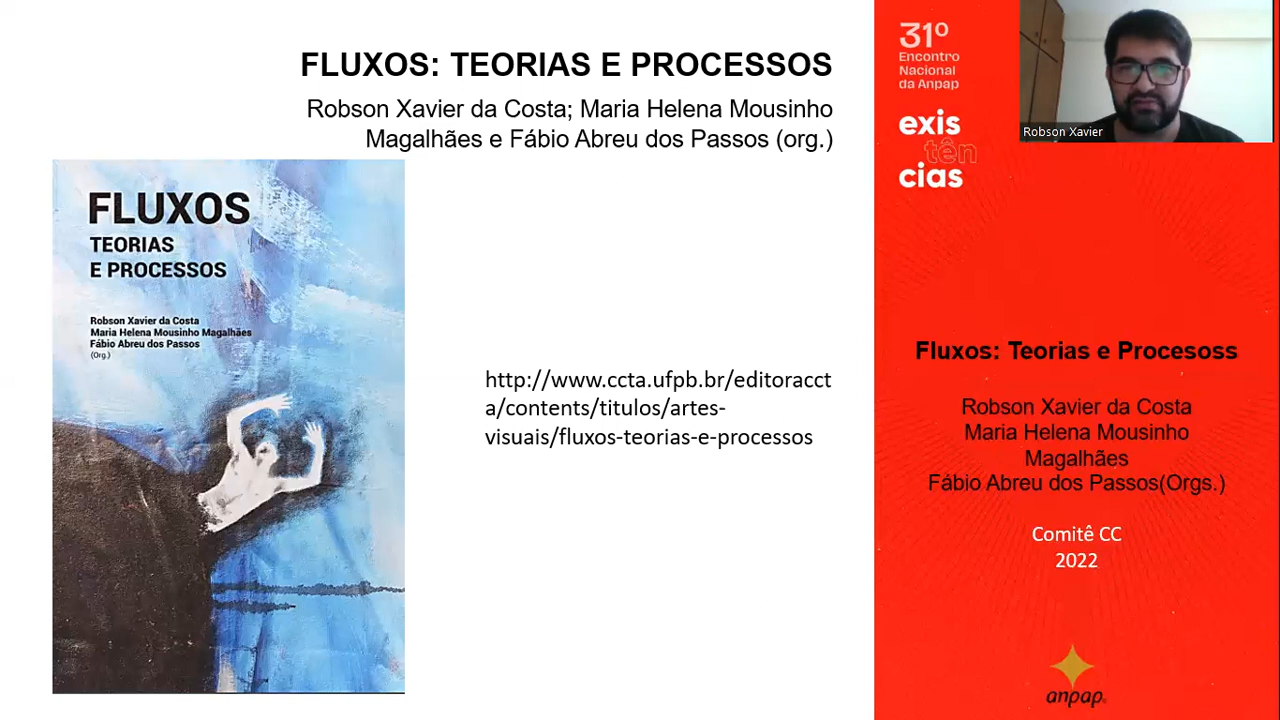 FLUXOS: TEORIAS E PROCESSOS
Robson Xavier da Costa; Maria Helena Mousinho
Magalhães e Fábio Abreu dos Passos (org.)
FLUXOS
TEORIAS
E PROCESSOS
Robson Xavier da Costa
Maria Helena Mousinho Magalhães
Fábio Abreu dos Passos
(Org.)
http://www.ccta.ufpb.br/editoracct
a/contents/titulos/artes-
visuais/fluxos-teorias-e-processos
31º
Encontro
Nacional
da Anpap
exis
tên
cias
Robson Xavier
Fluxos: Teorias e Procesoss
Robson Xavier da Costa
Maria Helena Mousinho
Magalhães
Fábio Abreu dos Passos(Orgs.)
Comitê CC
2022
anpap